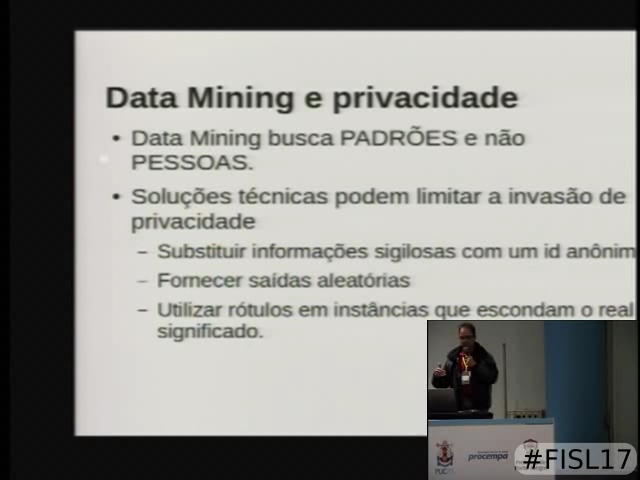 Data Mining e privacidade
• Data Mining busca PADRÕES e não
PESSOAS.
• Soluções técnicas podem limitar a invasão de
privacidade
– Substituir informações sigilosas com um id anônim
– Fornecer saídas aleatórias
– Utilizar rótulos em instâncias que escondam o real
significado.
procempa
#FISL17